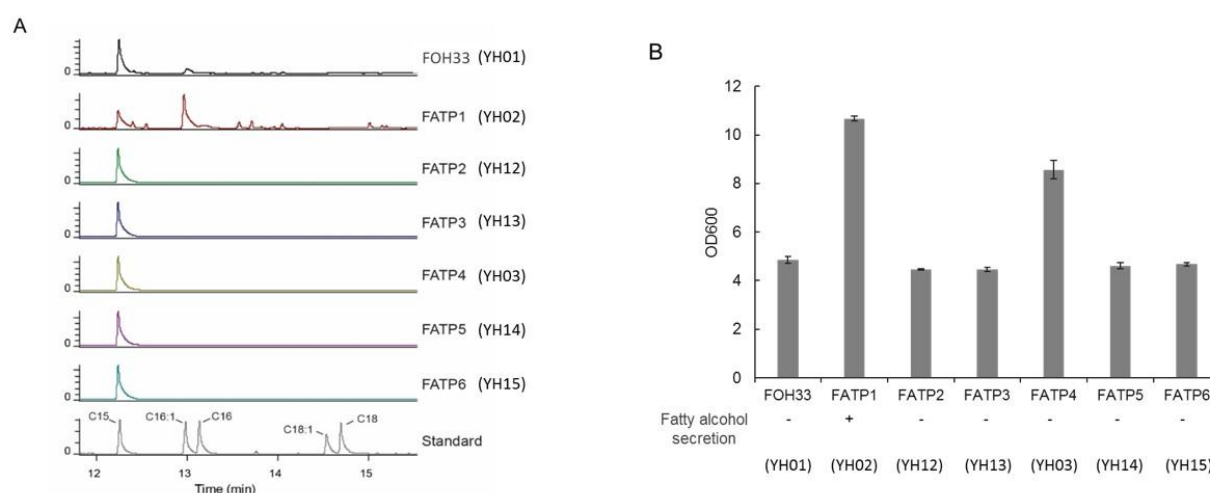 A
0
FOH33 (YH01)
0
FATP1 (YH02)
0
FATP2 (YH12)
0
FATP3 (YH13)
0
FATP4 (YH03)
0
FATP5 (YH14)
0
FATP6 (YH15)
0
C15
C16:1
C16
C18:1
C18
Standard
12 13 14 15
Time (min)
B
OD600
12
10
8
6
4
2
0
FOH33 FATP1 FATP2 FATP3 FATP4 FATP5 FATP6
Fatty alcohol
secretion
- + - - - - -
(YH01) (YH02) (YH12) (YH13) (YH03) (YH14) (YH15)